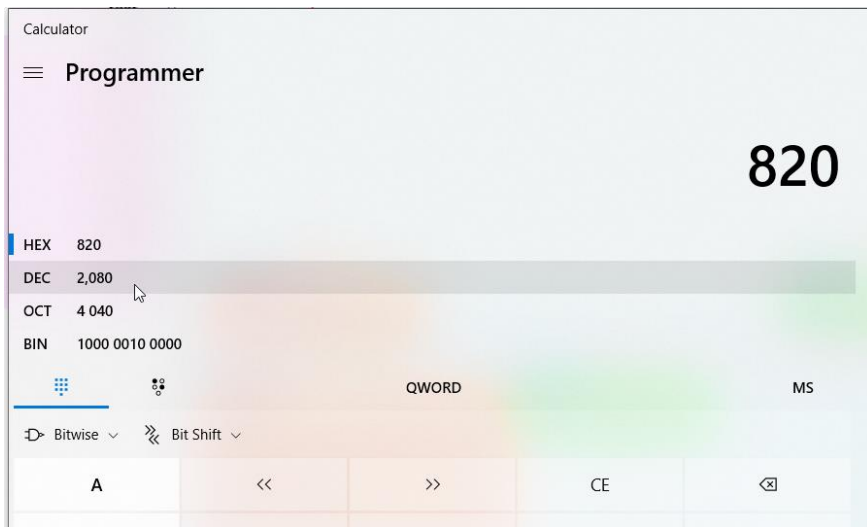 Calculator
Programmer
820
HEX 820
DEC 2,080
OCT 4 040
BIN 1000 0010 0000
QWORD MS
Bitwise Bit Shift
A << >> CE